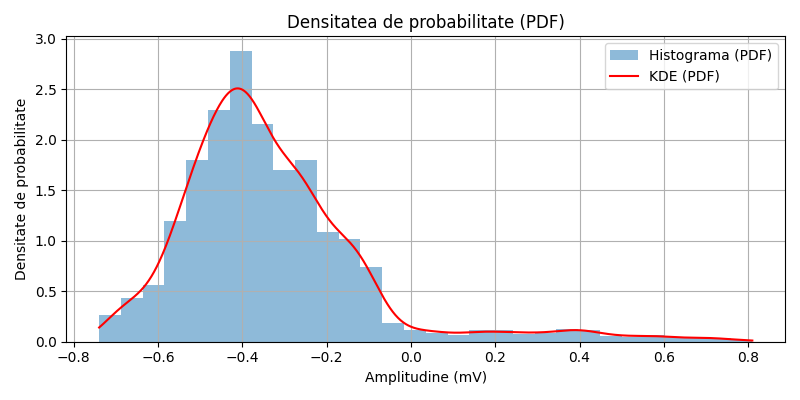 Densitatea de probabilitate (PDF)
Histograma (PDF)
KDE (PDF)
Densitate de probabilitate
3.0
2.5
2.0
1.5
1.0
0.5
0.0
−0.8 −0.6 −0.4 −0.2 0.0 0.2 0.4 0.6 0.8
Amplitudine (mV)